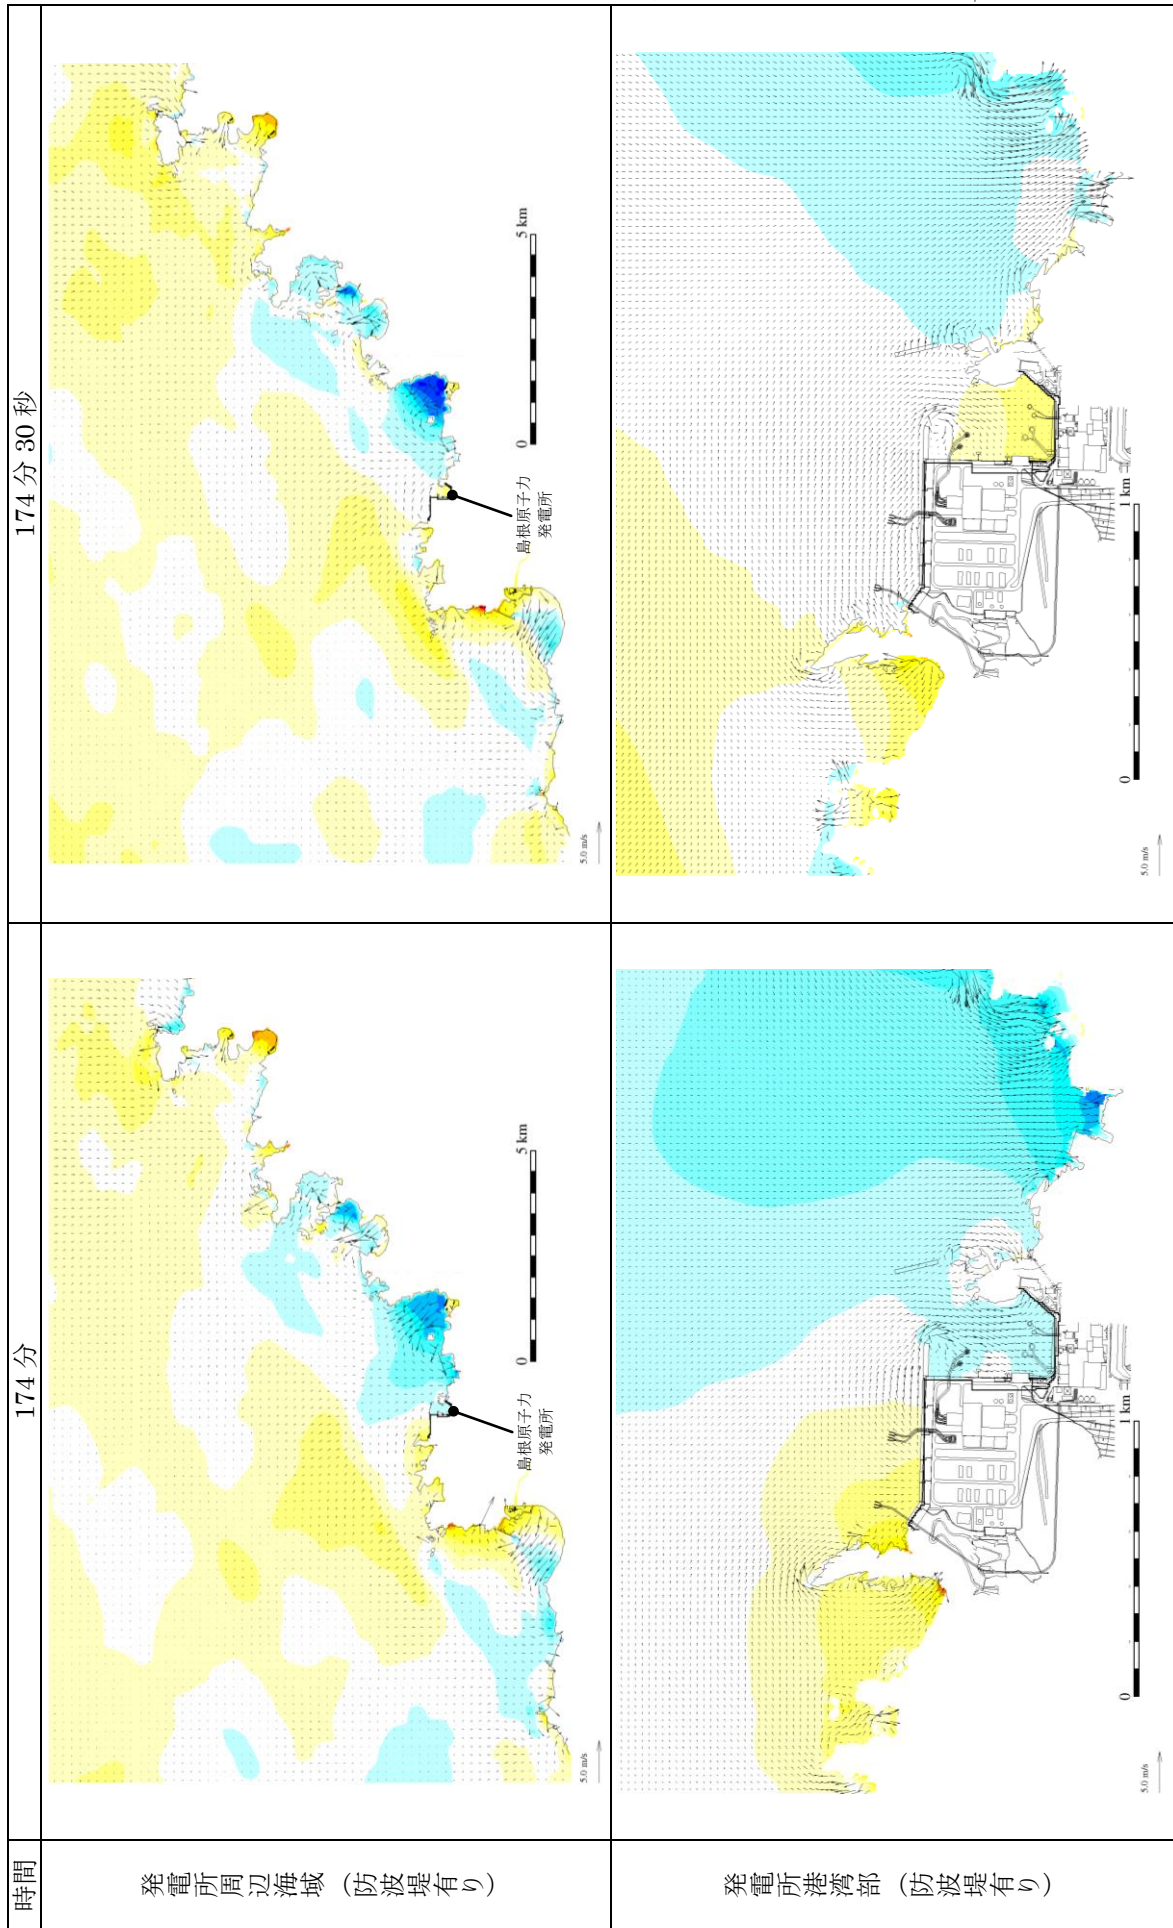 時間
174分
174分30秒
発電所周辺海域（防波堤有り）
島根原子力
発電所
0
5 km
5.0 m/s
島根原子力
発電所
0
5 km
5.0 m/s
発電所港湾部（防波堤有り）
0
1 km
5.0 m/s
0
1 km
5.0 m/s